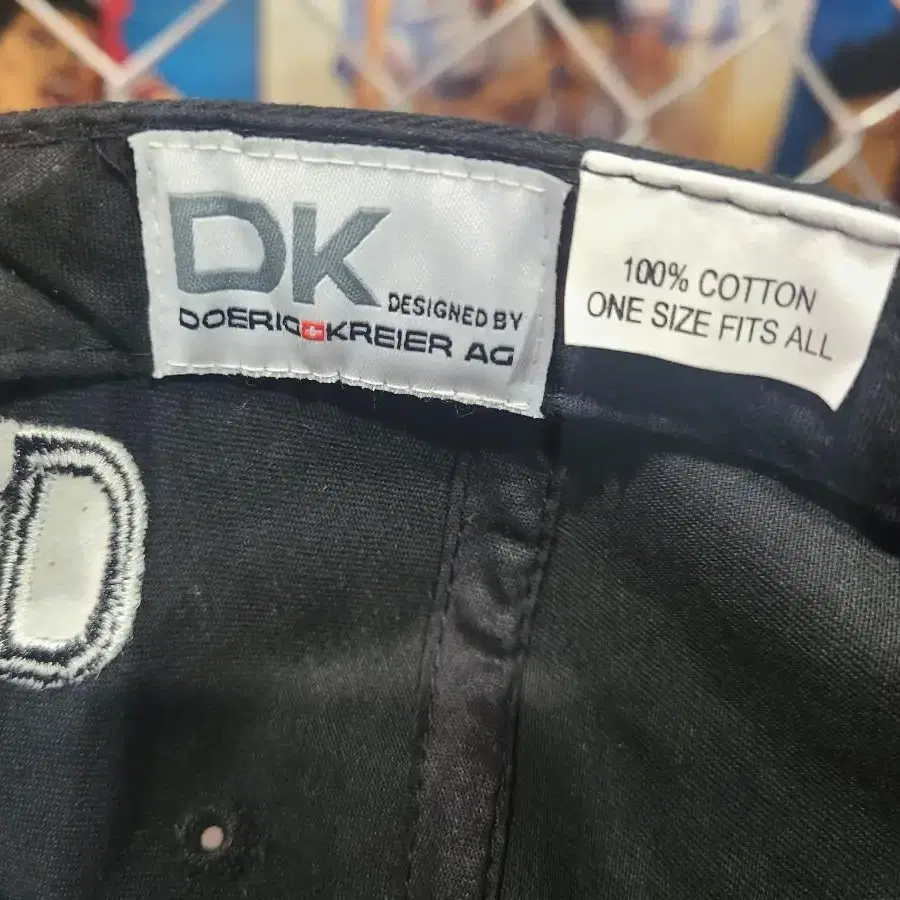 DK
DESIGNED BY
DOERIG KREIER AG
100% COTTON
ONE SIZE FITS ALL
D